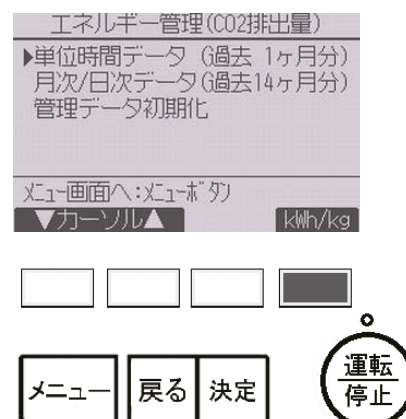 エネルギー管理(CO2排出量)
▶単位時間データ (過去 1ヶ月分)
月次/日次データ(過去14ヶ月分)
管理データ初期化
ﾒﾆｭｰ画面へ:ﾒﾆｭｰﾎﾞﾀﾝ
▼カーソル▲ kWh/kg
メニュー 戻る 決定
運転
停止